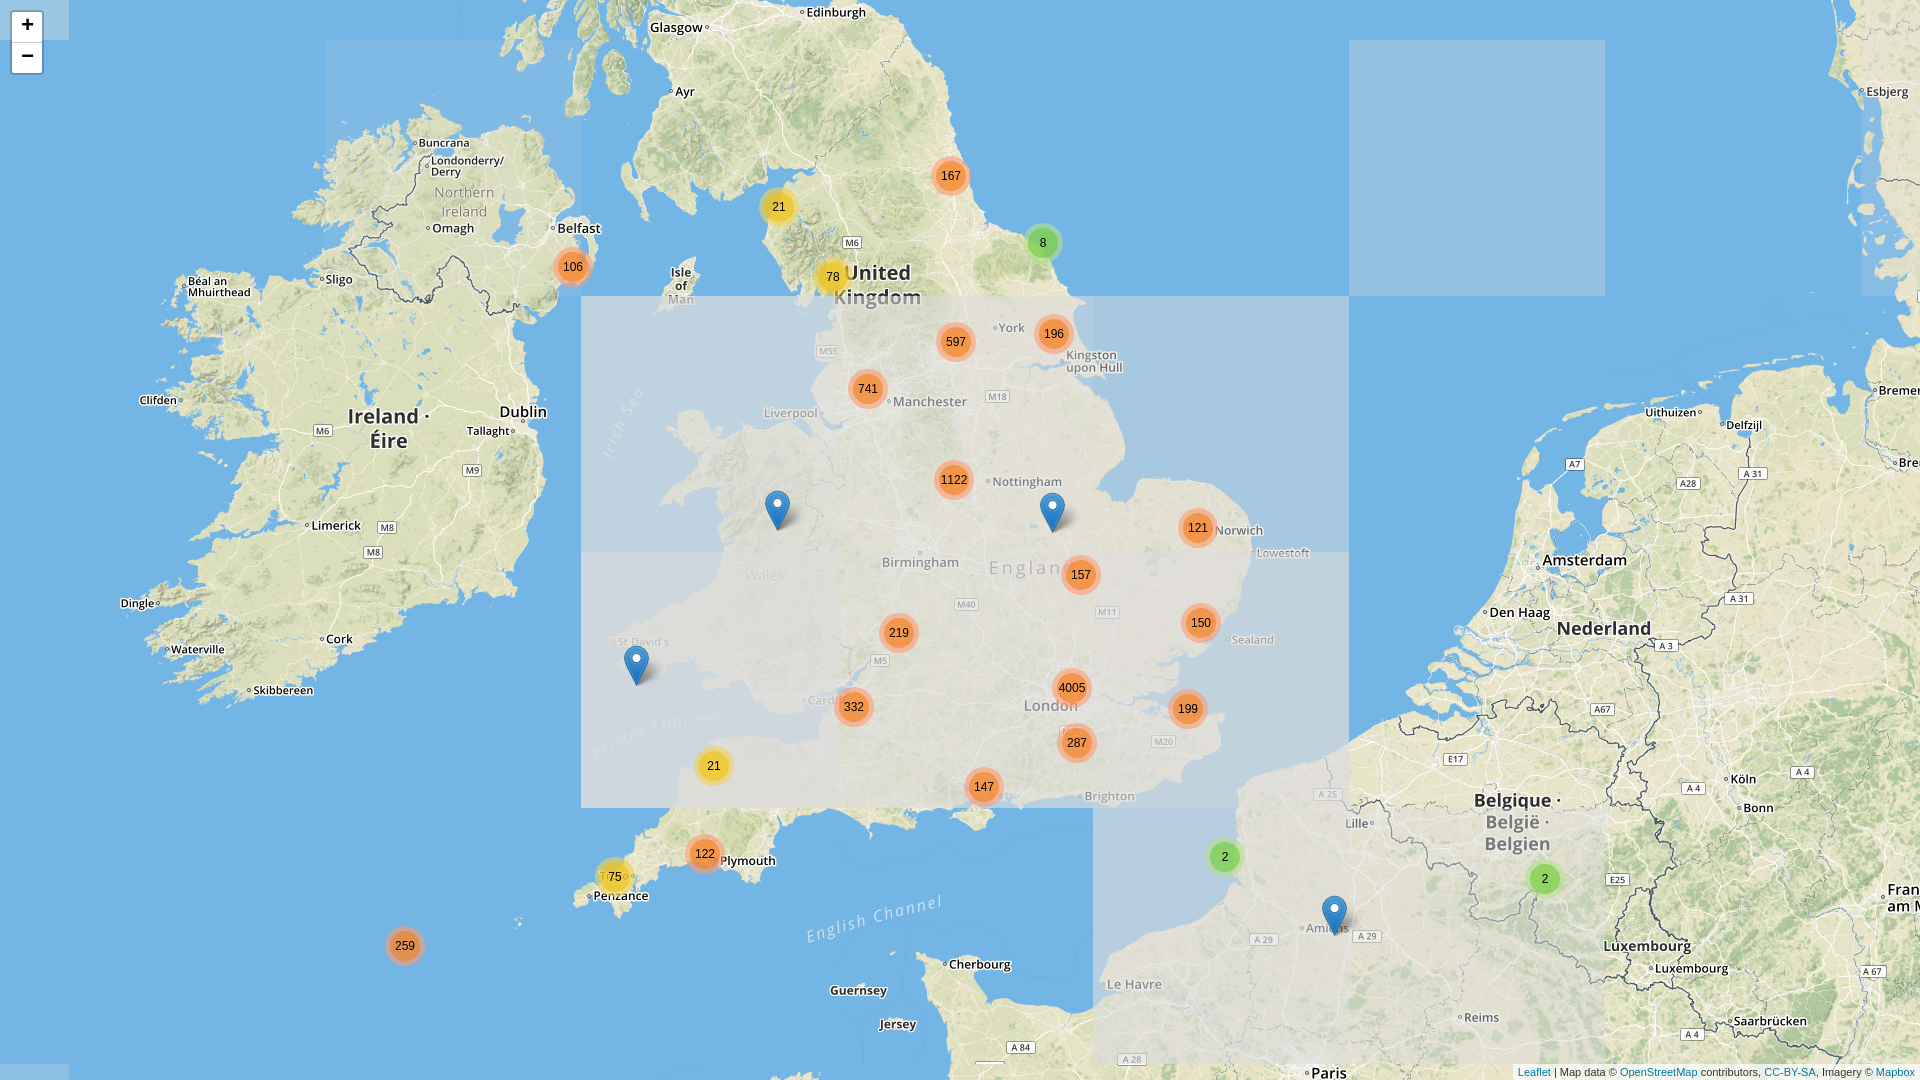 +
−
Edinburgh
Glasgow
Ayr
Esbjerg
Buncrana
Londonderry/
Derry
Northern
Ireland
Omagh
Belfast
167
21
8
M6
106
78
United
Kingdom
Isle
of
Man
Sligo
Béal an
Mhuirthead
York
196
597
Kingston
upon Hull
M55
741
Manchester
M18
Liverpool
Irish Sea
Clifden
Ireland ·
Éire
M6
Dublin
Tallaght
M9
Uithuizen
Delfzijl
A7
A 31
A28
1122
Nottingham
121
Norwich
Lowestoft
Limerick
M8
M8
Birmingham
Wales
157
Amsterdam
A 31
Dingle
M40
M11
Den Haag
Nederland
219
150
Sealand
Cork
Waterville
St David's
M5
A 3
Skibbereen
4005
London
332
199
A67
Bristol Channel
287
M20
E17
21
147
Brighton
A 25
Köln
A 4
A 4
Bonn
Belgique ·
België ·
Belgien
Lille
122
Plymouth
2
75
Penzance
2
E25
English Channel
259
Amiens
A 29
A 29
Luxembourg
Luxembourg
A 67
Cherbourg
Le Havre
Guernsey
Jersey
Reims
Saarbrücken
A 84
A 28
A 4
Paris
Leaflet | Map data © OpenStreetMap contributors, CC-BY-SA, Imagery © Mapbox